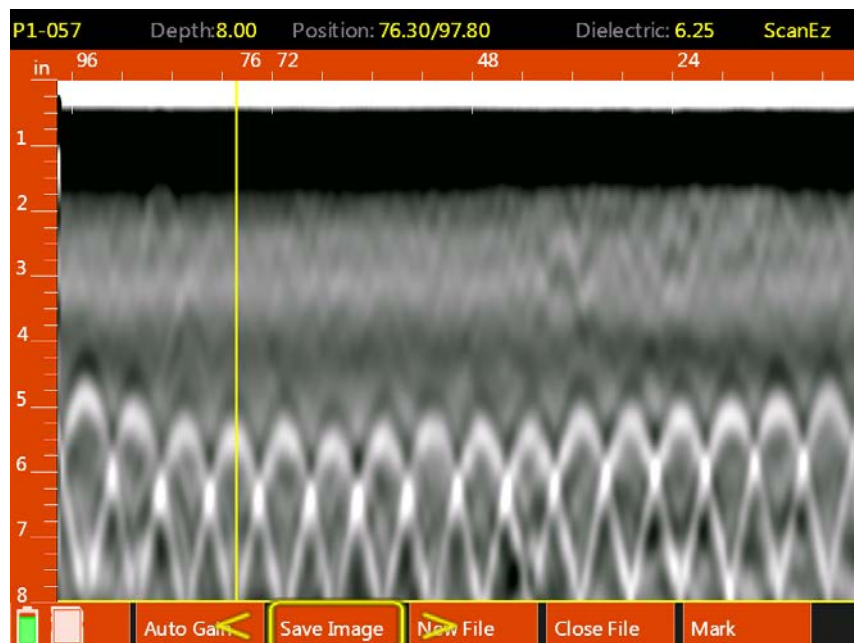 P1-057 Depth:8.00 Position: 76.30/97.80 Dielectric: 6.25 ScanEz
in 96 76 72 48 24
1
2
3
4
5
6
7
8
Auto Gain < Save Image > New File Close File Mark